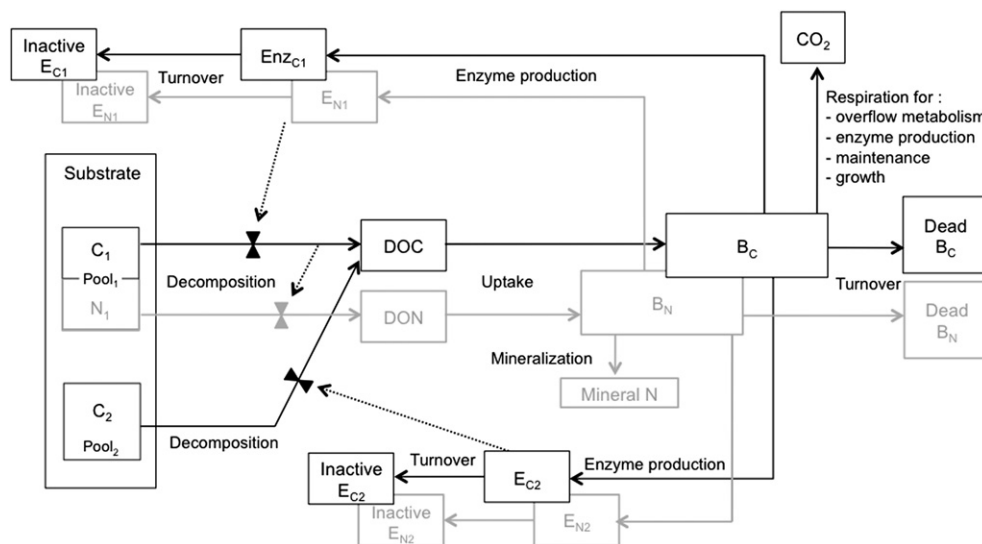 Inactive
E_C1
Enz_C1
CO₂
Turnover
Enzyme production
Inactive
E_N1
E_N1
Respiration for :
- overflow metabolism
- enzyme production
- maintenance
- growth
Substrate
C₁
Pool₁
N₁
Decomposition
DOC
DON
Uptake
B_C
B_N
Dead
B_C
Turnover
Dead
B_N
Mineralization
Mineral N
C₂
Pool₂
Decomposition
Inactive
E_C2
Turnover
E_C2
Enzyme production
Inactive
E_N2
E_N2